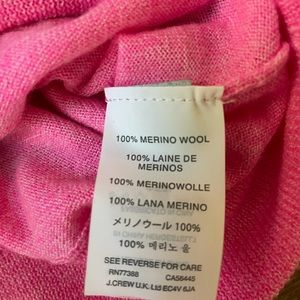 100% MERINO WOOL
100% LAINE DE
MERINOS
100% MERINOWOLLE
100% LANA MERINO
メリノウール 100%
100% 메리노 울
SEE REVERSE FOR CARE
RN77388 CA56445
J.CREW U.K. Ltd EC4V 6JA